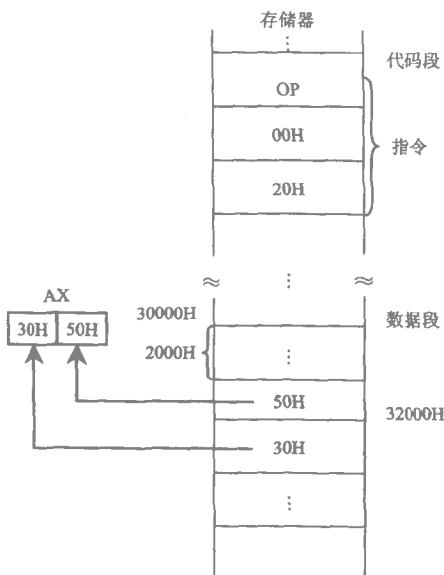 存储器
⋮
代码段
OP
00H
指令
20H
≈ ⋮ ≈
AX
30000H
数据段
30H 50H
2000H
⋮
50H
32000H
30H
⋮